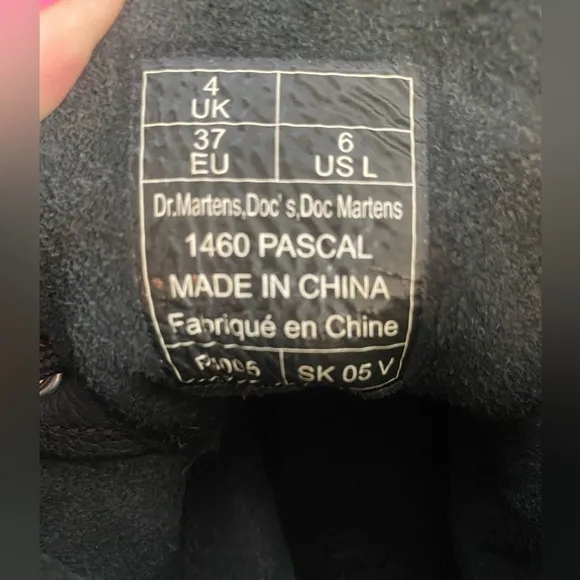 4
UK
37
EU
6
US L
Dr.Martens,Doc's,Doc Martens
1460 PASCAL
MADE IN CHINA
Fabriqué en Chine
SK 05 V